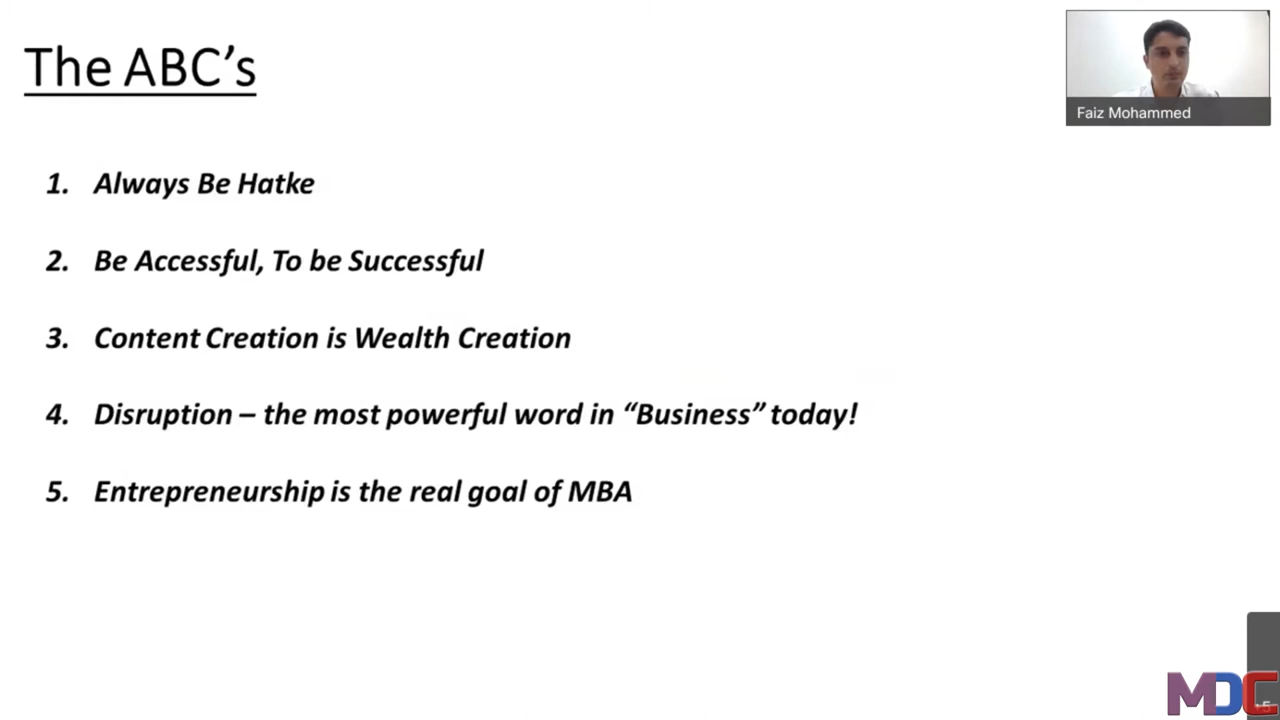 The ABC’s
Faiz Mohammed
1. Always Be Hatke
2. Be Accessful, To be Successful
3. Content Creation is Wealth Creation
4. Disruption – the most powerful word in “Business” today!
5. Entrepreneurship is the real goal of MBA
MDC